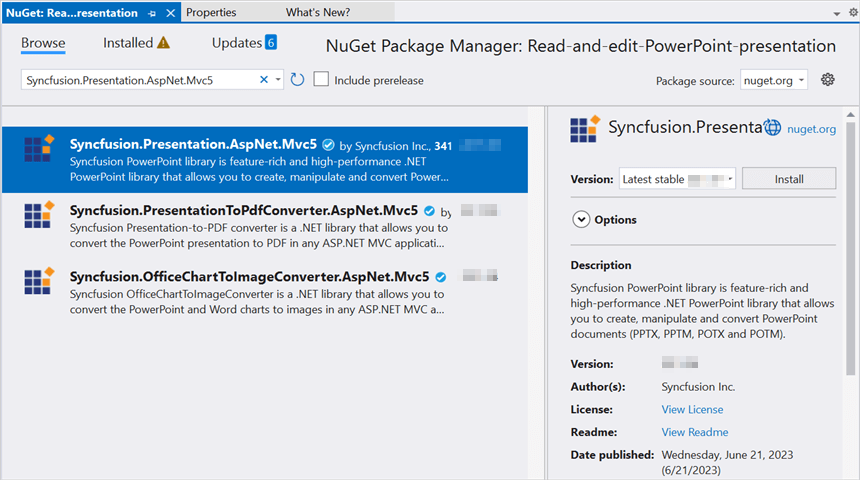 NuGet: Rea...resentation
Properties
What's New?
Browse
Installed
Updates 6
NuGet Package Manager: Read-and-edit-PowerPoint-presentation
Syncfusion.Presentation.AspNet.Mvc5
Include prerelease
Package source: nuget.org
Syncfusion.Presentation.AspNet.Mvc5 by Syncfusion Inc., 341
Syncfusion PowerPoint library is feature-rich and high-performance .NET
PowerPoint library that allows you to create, manipulate and convert Power...
Syncfusion.PresentationToPdfConverter.AspNet.Mvc5 by
Syncfusion Presentation-to-PDF converter is a .NET library that allows you to
convert the PowerPoint presentation to PDF in any ASP.NET MVC applicati...
Syncfusion.OfficeChartToImageConverter.AspNet.Mvc5
Syncfusion OfficeChartToImageConverter is a .NET library that allows you to
convert the PowerPoint and Word charts to images in any ASP.NET MVC a...
Syncfusion.Presenta
nuget.org
Version: Latest stable
Install
Options
Description
Syncfusion PowerPoint library is feature-rich and
high-performance .NET PowerPoint library that allows
you to create, manipulate and convert PowerPoint
documents (PPTX, PPTM, POTX and POTM).
Version:
Author(s): Syncfusion Inc.
License: View License
Readme: View Readme
Date published: Wednesday, June 21, 2023
(6/21/2023)